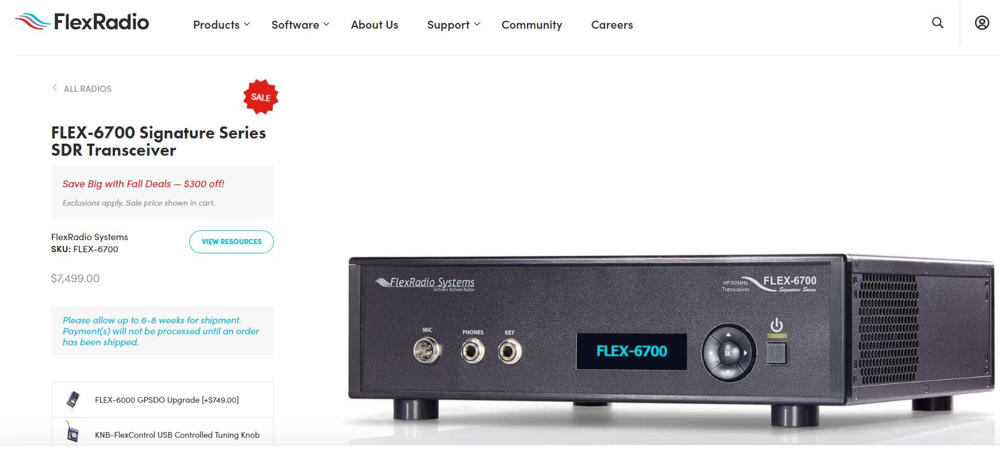 FlexRadio
Products
Software
About Us
Support
Community
Careers
ALL RADIOS
SALE
FLEX-6700 Signature Series
SDR Transceiver
Save Big with Fall Deals — $300 off!
Exclusions apply. Sale price shown in cart.
FlexRadio Systems
SKU: FLEX-6700
VIEW RESOURCES
$7,499.00
Please allow up to 6-8 weeks for shipment.
Payment(s) will not be processed until an order
has been shipped.
FLEX-6000 GPSDO Upgrade [+$749.00]
KNB-FlexControl USB Controlled Tuning Knob
FlexRadio Systems
Software Defined Radios
HF/50MHz
Transceiver
FLEX-6700
Signature Series
MIC
PHONES
KEY
FLEX-6700
OK